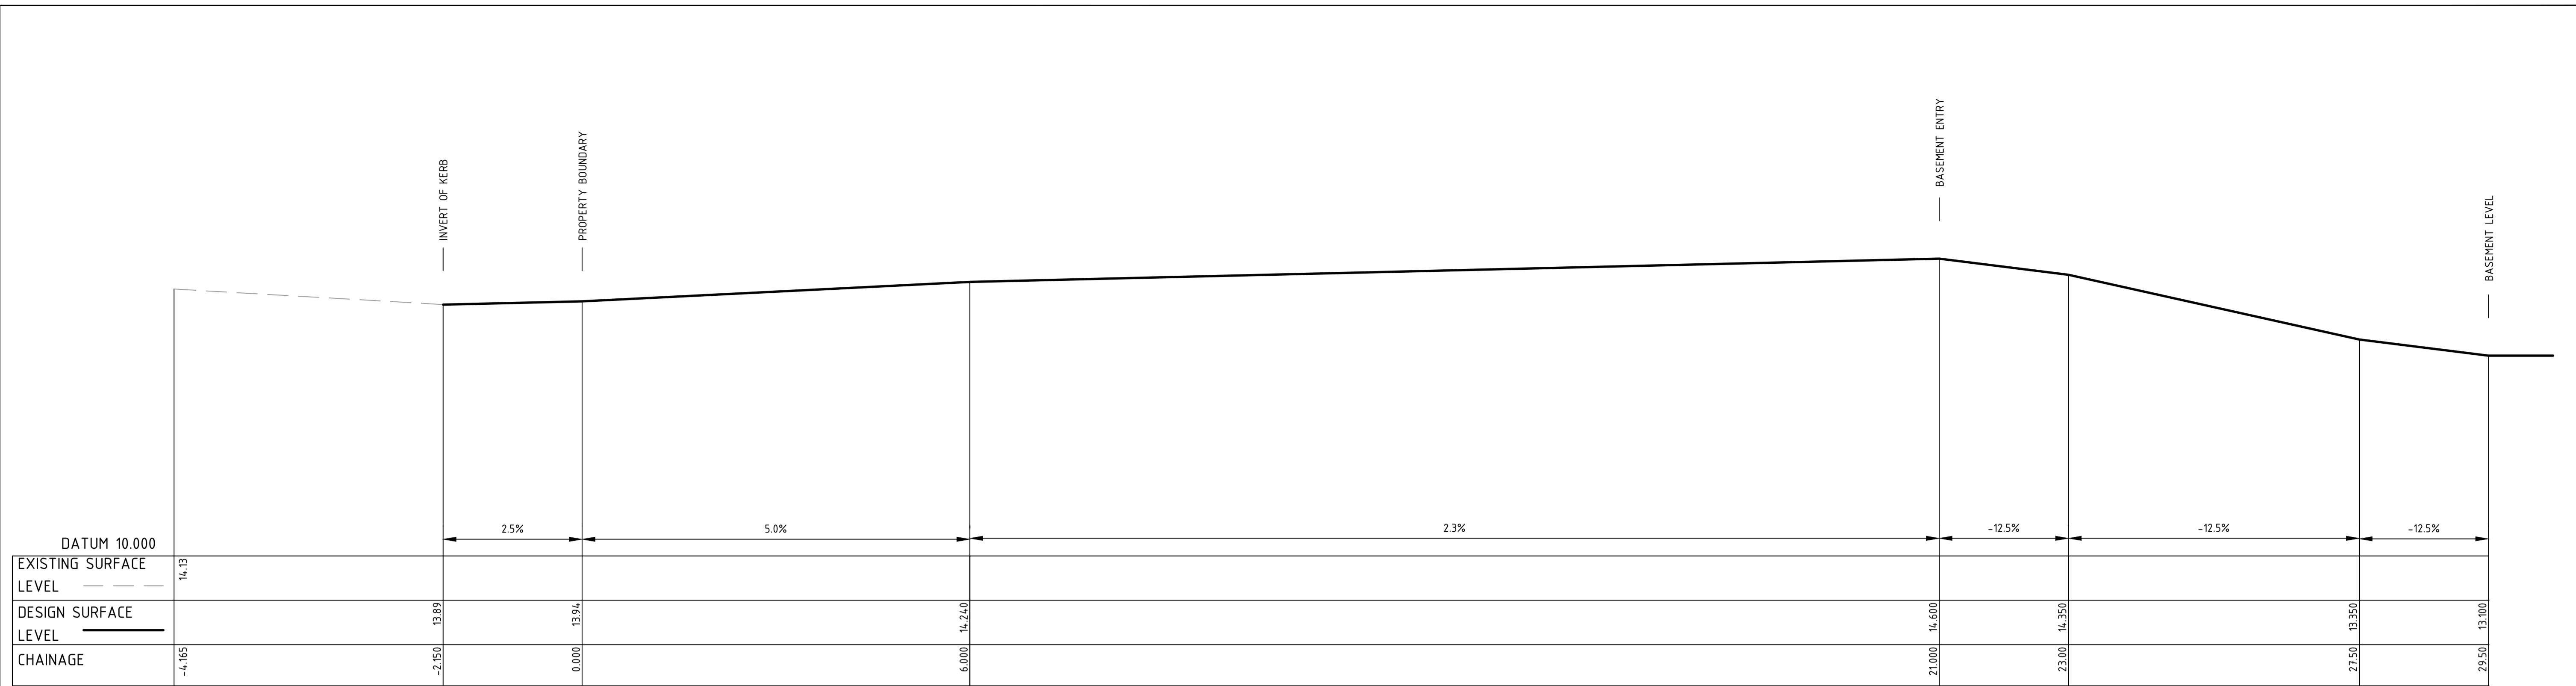 INVERT OF KERB
PROPERTY BOUNDARY
BASEMENT ENTRY
BASEMENT LEVEL
2.5%
5.0%
2.3%
-12.5%
-12.5%
-12.5%
DATUM 10.000
EXISTING SURFACE
LEVEL
14.13
DESIGN SURFACE
LEVEL
13.89
13.94
14.240
14.600
14.350
13.350
13.100
CHAINAGE
-4.165
-2.150
0.000
6.000
21.000
23.00
27.50
29.50